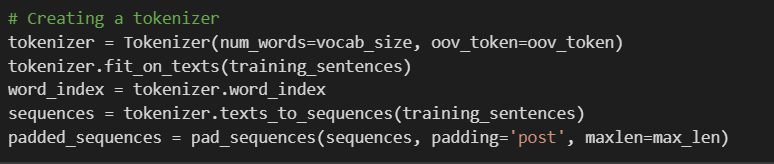 # Creating a tokenizer
tokenizer = Tokenizer(num_words=vocab_size, oov_token=oov_token)
tokenizer.fit_on_texts(training_sentences)
word_index = tokenizer.word_index
sequences = tokenizer.texts_to_sequences(training_sentences)
padded_sequences = pad_sequences(sequences, padding='post', maxlen=max_len)